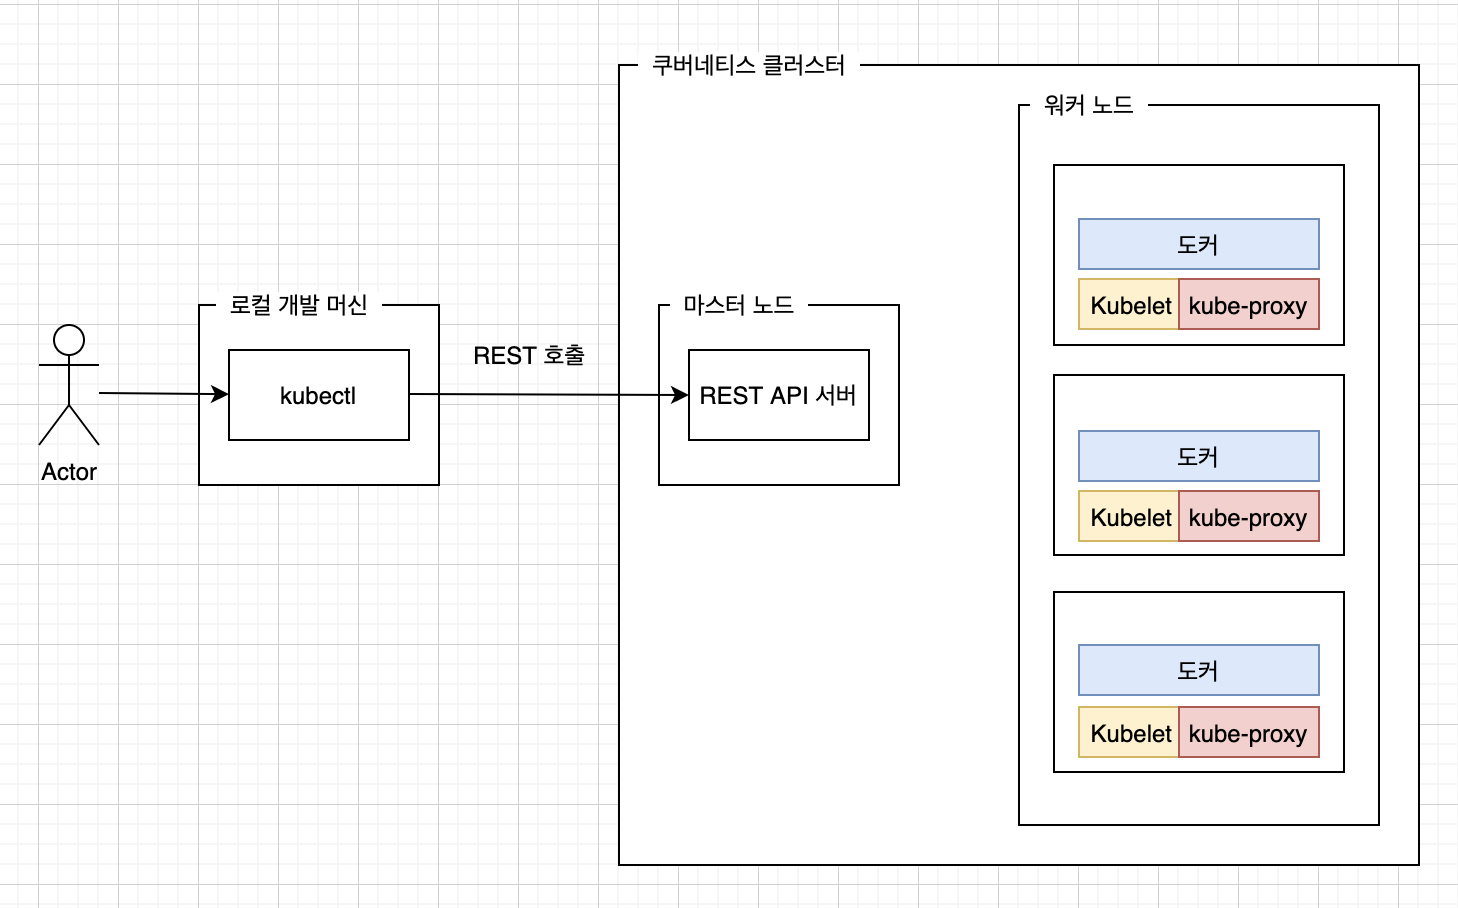 쿠버네티스 클러스터
워커 노드
도커
Kubelet
kube-proxy
로컬 개발 머신
마스터 노드
REST 호출
kubectl
REST API 서버
Actor
도커
Kubelet
kube-proxy
도커
Kubelet
kube-proxy